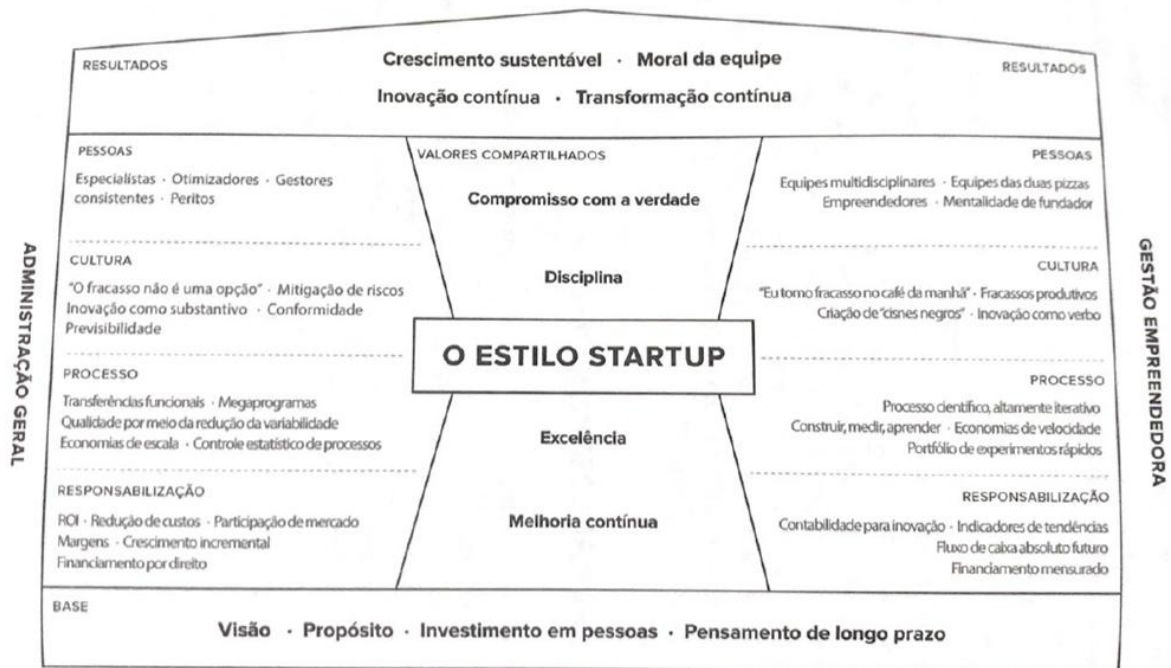 RESULTADOS
Crescimento sustentável · Moral da equipe
Inovação contínua · Transformação contínua
RESULTADOS
ADMINISTRAÇÃO GERAL
PESSOAS
Especialistas · Otimizadores · Gestores
consistentes · Peritos
CULTURA
"O fracasso não é uma opção" · Mitigação de riscos
Inovação como substantivo · Conformidade
Previsibilidade
PROCESSO
Transferências funcionais · Megaprogramas
Qualidade por meio da redução da variabilidade
Economias de escala · Controle estatístico de processos
RESPONSABILIZAÇÃO
ROI · Redução de custos · Participação de mercado
Margens · Crescimento incremental
Financiamento por direito
VALORES COMPARTILHADOS
Compromisso com a verdade
Disciplina
O ESTILO STARTUP
Excelência
Melhoria contínua
PESSOAS
Equipes multidisciplinares · Equipes das duas pizzas
Empreendedores · Mentalidade de fundador
CULTURA
"Eu tomo fracasso no café da manhã" · Fracassos produtivos
Criação de "cisnes negros" · Inovação como verbo
PROCESSO
Processo científico, altamente iterativo
Construir, medir, aprender · Economias de velocidade
Portfólio de experimentos rápidos
RESPONSABILIZAÇÃO
Contabilidade para inovação · Indicadores de tendências
Fluxo de caixa absoluto futuro
Financiamento mensurado
GESTÃO EMPREENDEDORA
BASE
Visão · Propósito · Investimento em pessoas · Pensamento de longo prazo